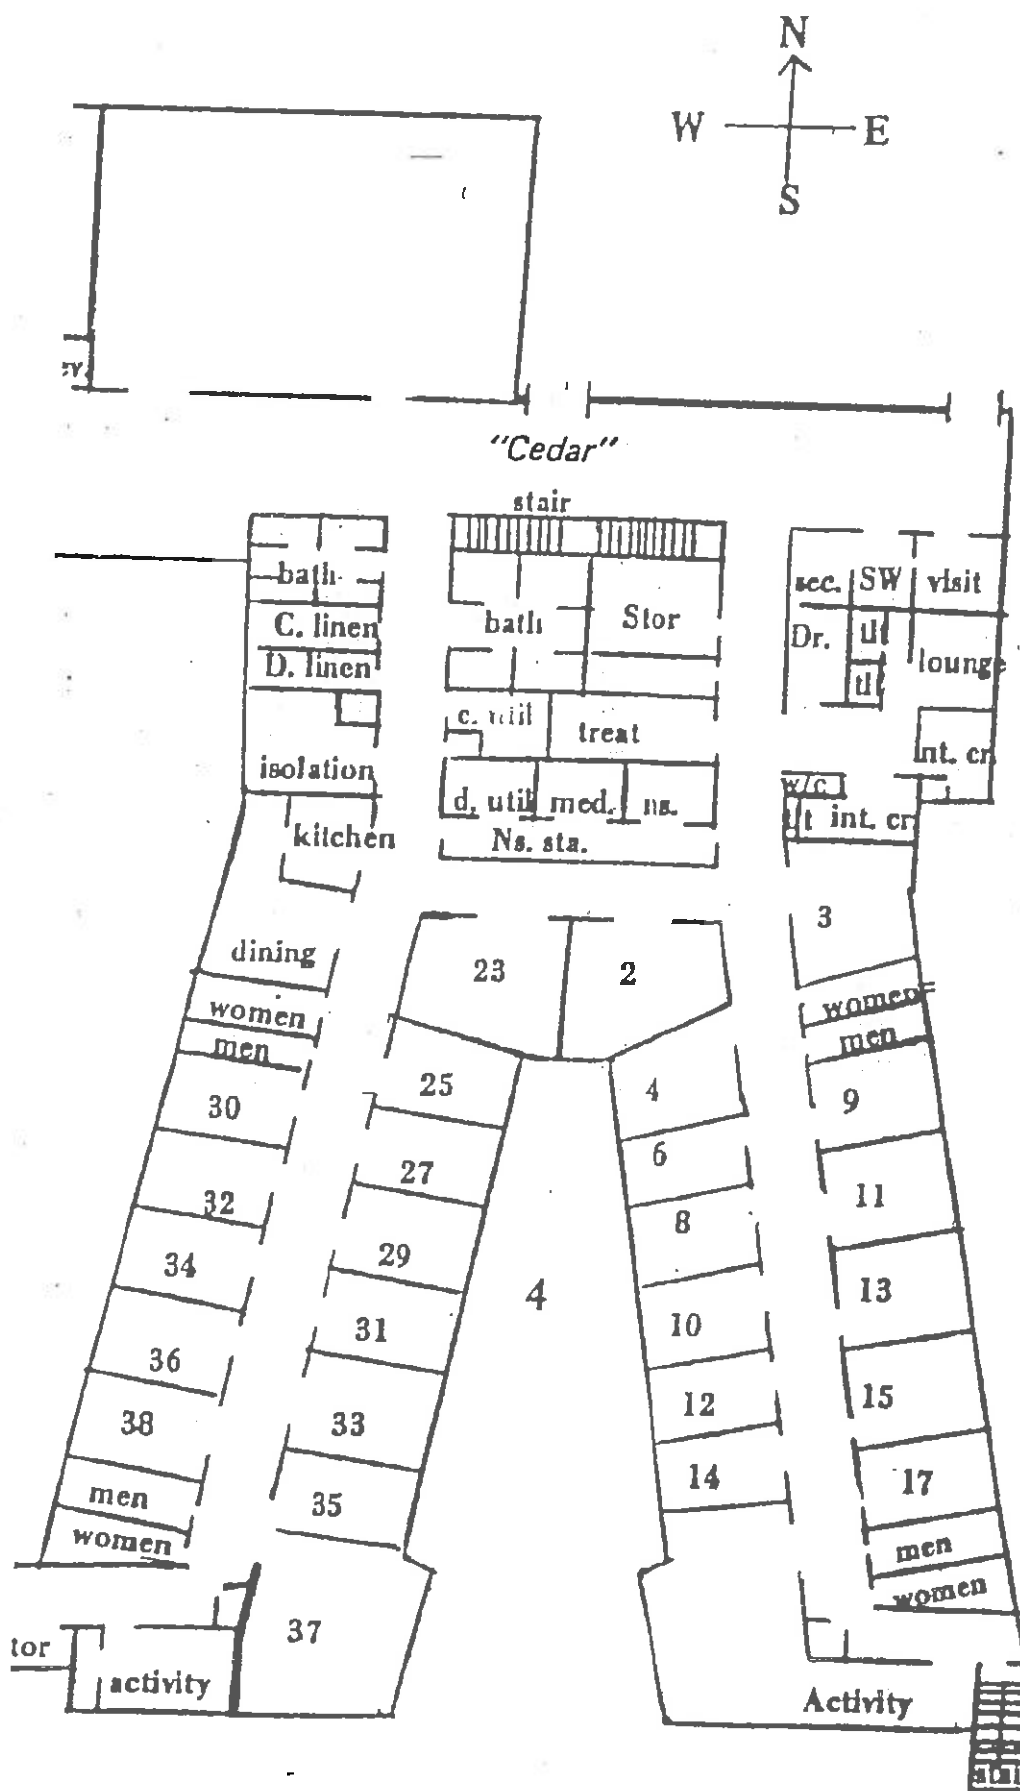 N
W E
S
"Cedar"
stair
bath
sec. SW visit
C. linen
bath
Stor
Dr. tlt
D. linen
lounge
tlt
c. util
treat
isolation
int. cr.
w/c
d. util med. ns.
kitchen
Ns. sta.
int. cr.
3
dining
23
2
women
women
men
men
30
25
4
9
27
6
32
11
8
34
29
4
13
31
10
36
38
33
12
15
14
17
men
35
men
women
women
37
tor
activity
Activity